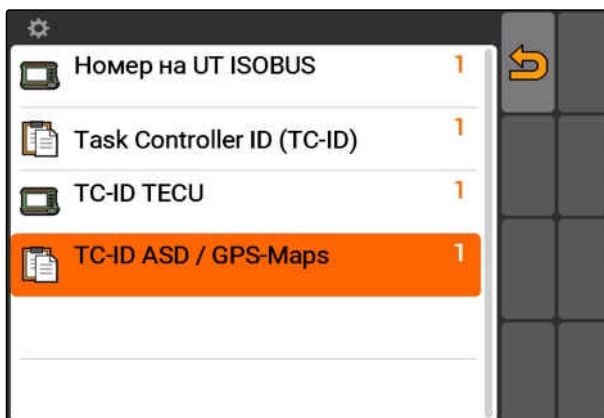 Номер на UT ISOBUS 1
Task Controller ID (TC-ID) 1
TC-ID TECU 1
TC-ID ASD / GPS-Maps 1